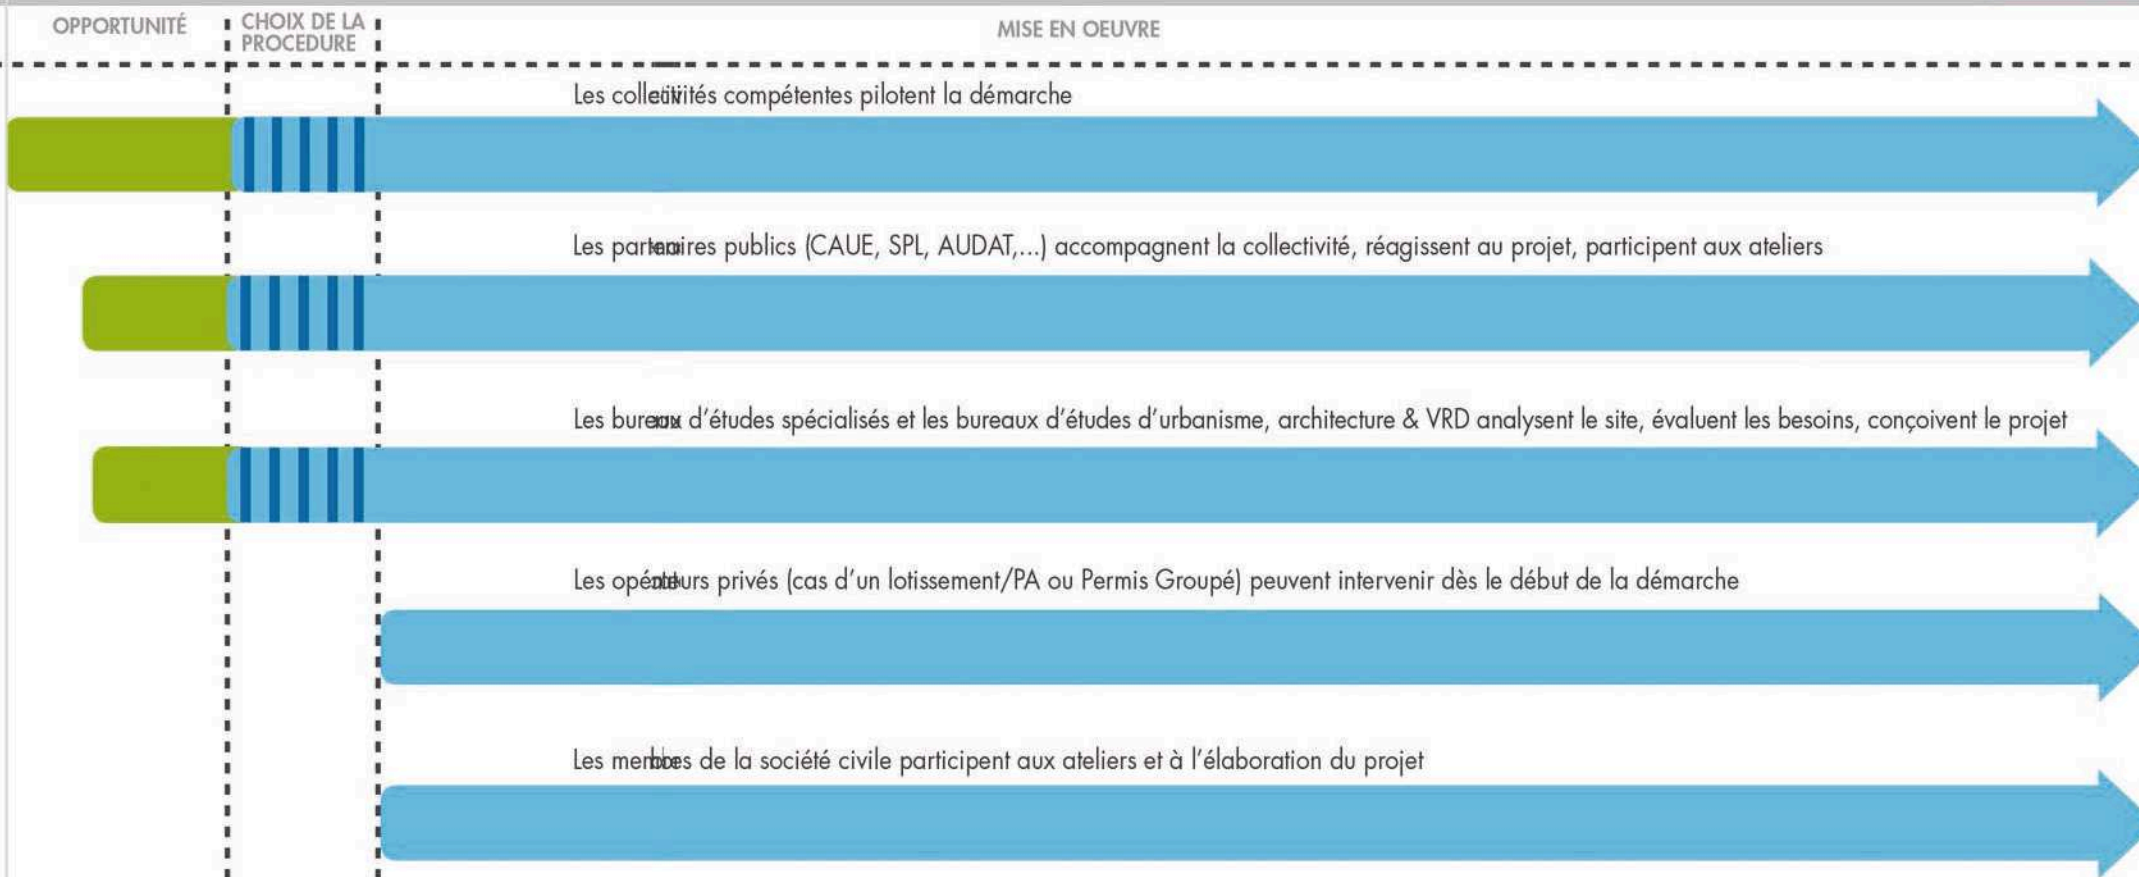 OPPORTUNITÉ
CHOIX DE LA
PROCEDURE
MISE EN OEUVRE
Les collectivités compétentes pilotent la démarche
Les partenaires publics (CAUE, SPL, AUDAT,...) accompagnent la collectivité, réagissent au projet, participent aux ateliers
Les bureaux d'études spécialisés et les bureaux d'études d'urbanisme, architecture & VRD analysent le site, évaluent les besoins, conçoivent le projet
Les opérateurs privés (cas d'un lotissement/PA ou Permis Groupé) peuvent intervenir dès le début de la démarche
Les membres de la société civile participent aux ateliers et à l'élaboration du projet